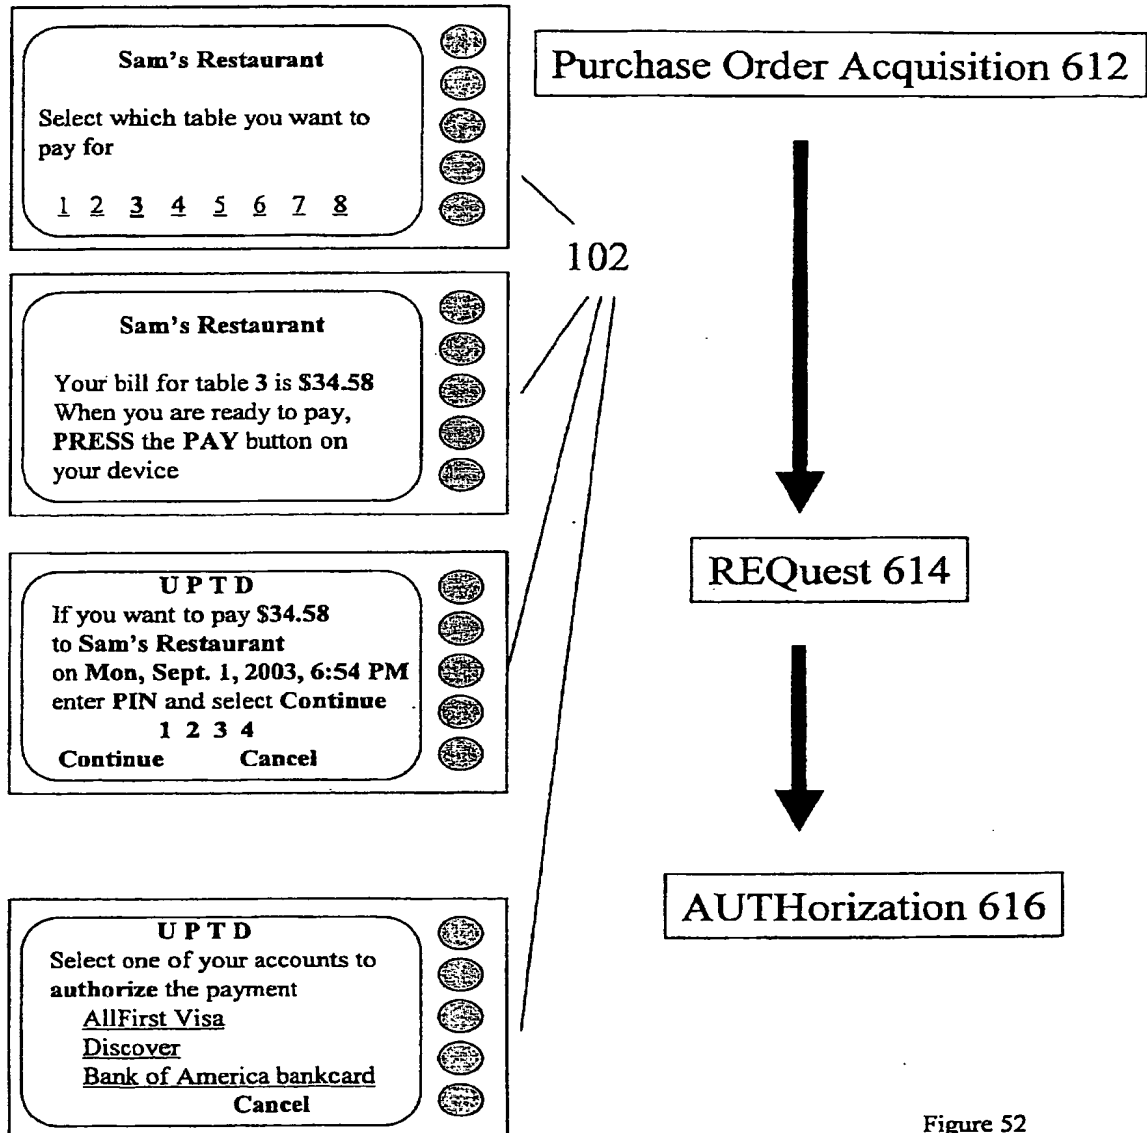 Sam's Restaurant
Select which table you want to
pay for
1 2 3 4 5 6 7 8
Purchase Order Acquisition 612
102
Sam's Restaurant
Your bill for table 3 is $34.58
When you are ready to pay,
PRESS the PAY button on
your device
UPTD
If you want to pay $34.58
to Sam's Restaurant
on Mon, Sept. 1, 2003, 6:54 PM
enter PIN and select Continue
1 2 3 4
Continue Cancel
REQuest 614
UPTD
Select one of your accounts to
authorize the payment
AllFirst Visa
Discover
Bank of America bankcard
Cancel
AUTHorization 616
Figure 52